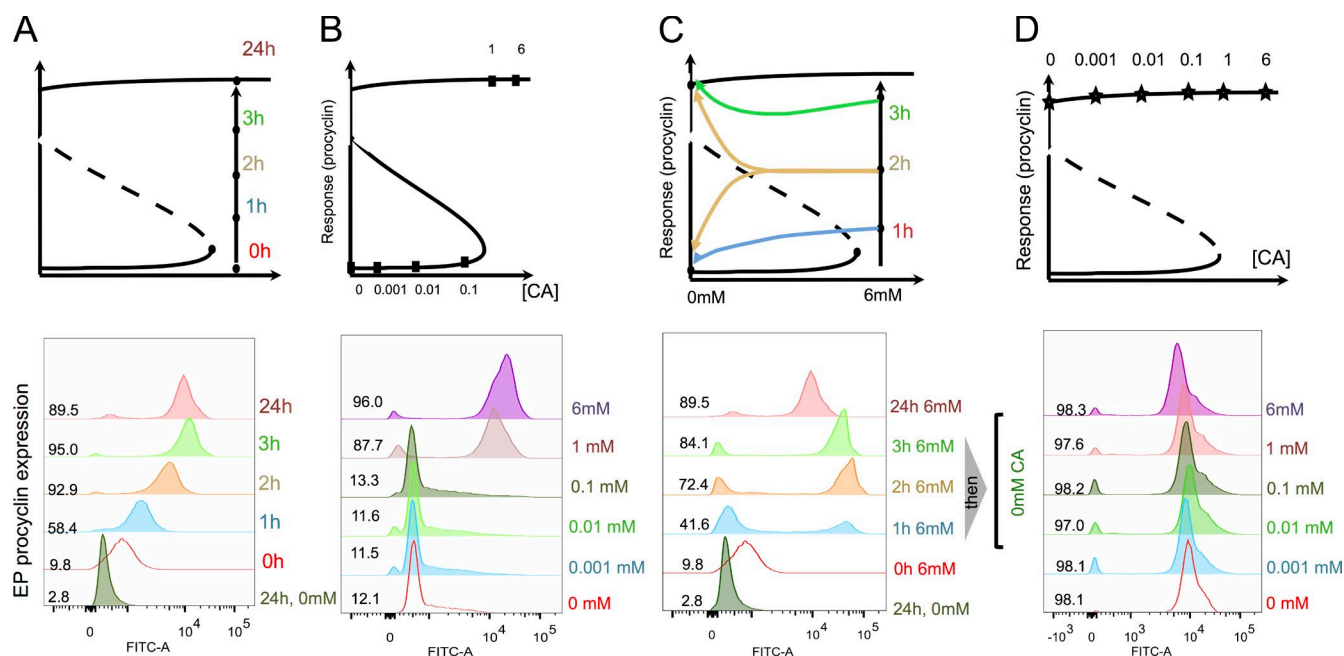 A
24h
3h
2h
1h
0h
B
1 6
Response (procyclin)
0 0.001 0.01 0.1 [CA]
C
Response (procyclin)
3h
2h
1h
0mM 6mM
D
0 0.001 0.01 0.1 1 6
Response (procyclin)
[CA]
EP procyclin expression
89.5 24h
95.0 3h
92.9 2h
58.4 1h
9.8 0h
2.8 24h, 0mM
0 10^4 10^5
FITC-A
96.0 6mM
87.7 1 mM
13.3 0.1 mM
11.6 0.01 mM
11.5 0.001 mM
12.1 0 mM
0 10^4 10^5
FITC-A
89.5 24h 6mM
84.1 3h 6mM
72.4 2h 6mM
41.6 1h 6mM
9.8 0h 6mM
2.8 24h, 0mM
0 10^4 10^5
FITC-A
then
0mM CA
98.3 6mM
97.6 1 mM
98.2 0.1 mM
97.0 0.01 mM
98.1 0.001 mM
98.1 0 mM
-10^3 0 10^3 10^4 10^5
FITC-A